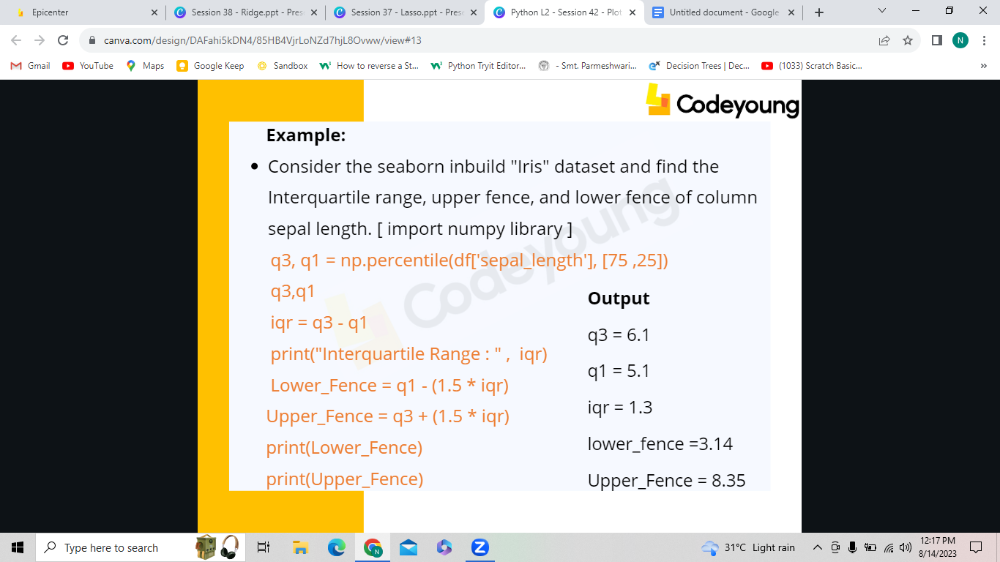 Epicenter
Session 38 - Ridge.ppt - Pres
Session 37 - Lasso.ppt - Prese
Python L2 - Session 42 - Plot
Untitled document - Google
canva.com/design/DAFahi5kDN4/85HB4VjrLoNZd7hjL8Ovww/view#13
N
Gmail
YouTube
Maps
Google Keep
Sandbox
How to reverse a St...
Python Tryit Editor...
- Smt. Parmeshwari...
Decision Trees | Dec...
(1033) Scratch Basic...
Codeyoung
Example:
Consider the seaborn inbuild "Iris" dataset and find the
Interquartile range, upper fence, and lower fence of column
sepal length. [ import numpy library ]
q3, q1 = np.percentile(df['sepal_length'], [75 ,25])
q3,q1
iqr = q3 - q1
print("Interquartile Range : " , iqr)
Lower_Fence = q1 - (1.5 * iqr)
Upper_Fence = q3 + (1.5 * iqr)
print(Lower_Fence)
print(Upper_Fence)
Output
q3 = 6.1
q1 = 5.1
iqr = 1.3
lower_fence =3.14
Upper_Fence = 8.35
Codeyoung
Type here to search
31°C Light rain
12:17 PM
8/14/2023